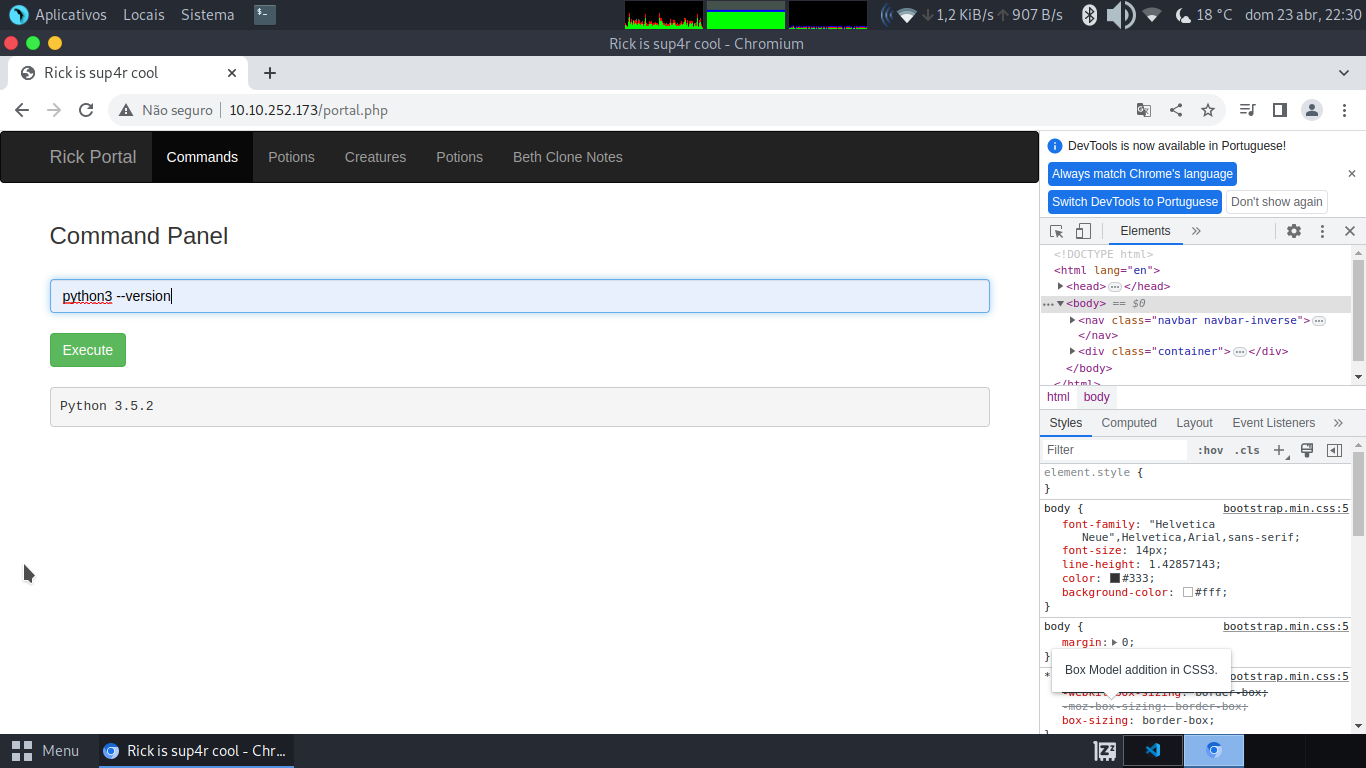 Aplicativos Locais Sistema 1,2 KiB/s 907 B/s 18 °C dom 23 abr, 22:30
Rick is sup4r cool - Chromium
Rick is sup4r cool
Não seguro 10.10.252.173/portal.php
Rick Portal Commands Potions Creatures Potions Beth Clone Notes
Command Panel
python3 --version
Execute
Python 3.5.2
DevTools is now available in Portuguese!
Always match Chrome's language
Switch DevTools to Portuguese Don't show again
Elements
<!DOCTYPE html>
<html lang="en">
<head>…</head>
<body> == $0
<nav class="navbar navbar-inverse">…
</nav>
<div class="container">…</div>
</body>
</html>
html body
Styles Computed Layout Event Listeners
Filter :hov .cls
element.style {
}
body { bootstrap.min.css:5
font-family: "Helvetica
Neue",Helvetica,Arial,sans-serif;
font-size: 14px;
line-height: 1.42857143;
color: #333;
background-color: #fff;
}
body { bootstrap.min.css:5
margin: 0;
}
Box Model addition in CSS3.
* bootstrap.min.css:5
-webkit-box-sizing: border-box;
-moz-box-sizing: border-box;
box-sizing: border-box;
}
Menu Rick is sup4r cool - Chr...